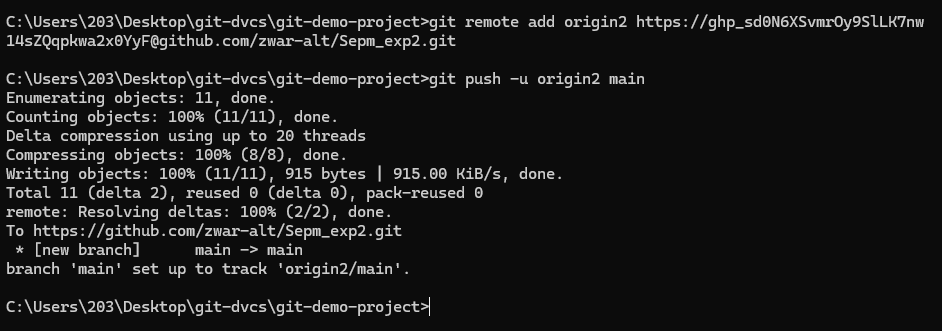 C:\Users\203\Desktop\git-dvcs\git-demo-project>git remote add origin2 https://ghp_sd0N6XSvmrOy9SlLK7nw
14sZQqpkwa2x0YyF@github.com/zwar-alt/Sepm_exp2.git
C:\Users\203\Desktop\git-dvcs\git-demo-project>git push -u origin2 main
Enumerating objects: 11, done.
Counting objects: 100% (11/11), done.
Delta compression using up to 20 threads
Compressing objects: 100% (8/8), done.
Writing objects: 100% (11/11), 915 bytes | 915.00 KiB/s, done.
Total 11 (delta 2), reused 0 (delta 0), pack-reused 0
remote: Resolving deltas: 100% (2/2), done.
To https://github.com/zwar-alt/Sepm_exp2.git
 * [new branch]      main -> main
branch 'main' set up to track 'origin2/main'.
C:\Users\203\Desktop\git-dvcs\git-demo-project>